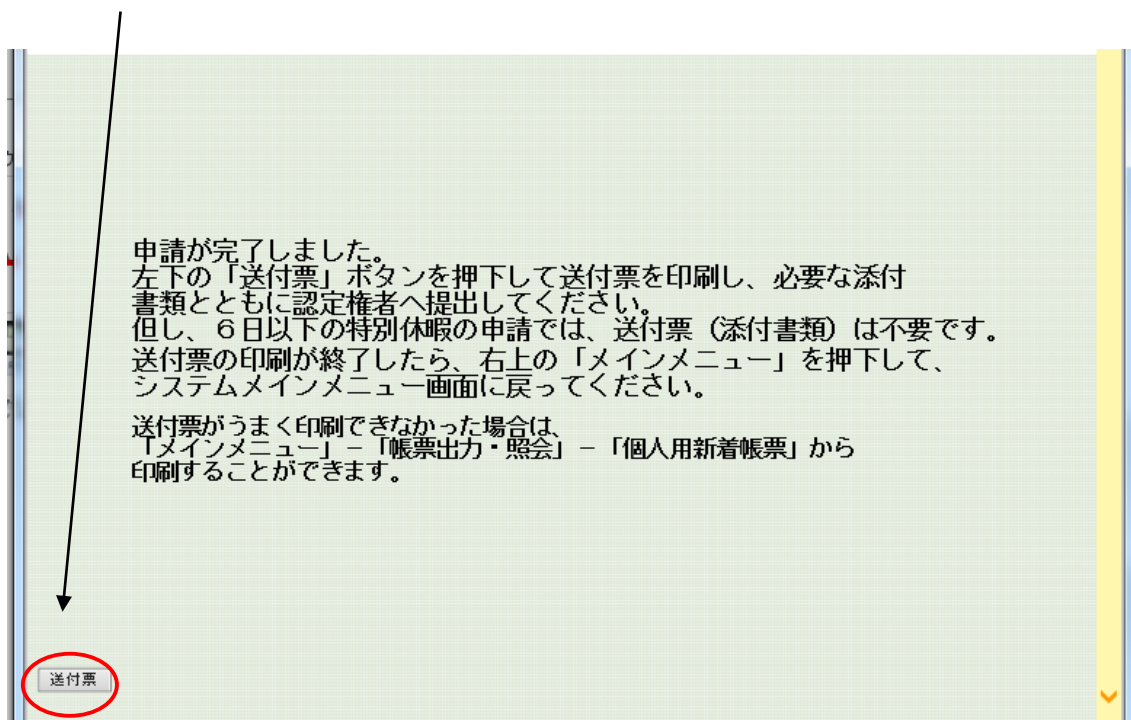 申請が完了しました。
左下の「送付票」ボタンを押下して送付票を印刷し、必要な添付
書類とともに認定権者へ提出してください。
但し、６日以下の特別休暇の申請では、送付票（添付書類）は不要です。
送付票の印刷が終了したら、右上の「メインメニュー」を押下して、
システムメインメニュー画面に戻ってください。
送付票がうまく印刷できなかった場合は、
「メインメニュー」－「帳票出力・照会」－「個人用新着帳票」から
印刷することができます。
送付票